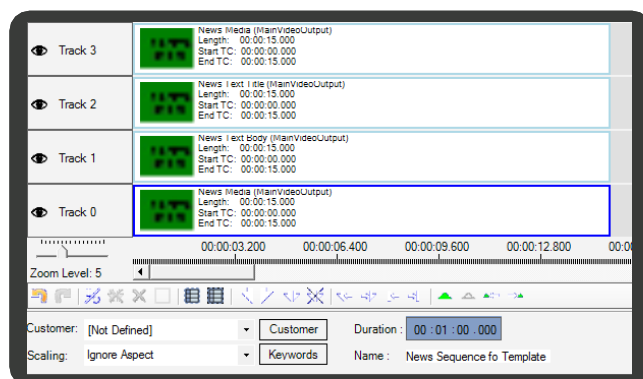 News Media (MainVideoOutput)
Track 3
Length: 00:00:15.000
Start TC: 00:00:00.000
End TC: 00:00:15.000
News Text Title (MainVideoOutput)
Track 2
Length: 00:00:15.000
Start TC: 00:00:00.000
End TC: 00:00:15.000
News Text Body (MainVideoOutput)
Track 1
Length: 00:00:15.000
Start TC: 00:00:00.000
End TC: 00:00:15.000
News Media (MainVideoOutput)
Track 0
Length: 00:00:15.000
Start TC: 00:00:00.000
End TC: 00:00:15.000
00:00:03.200 00:00:06.400 00:00:09.600 00:00:12.800 00:00
Zoom Level: 5
Customer: [Not Defined] Customer Duration : 00 :01 :00 .000
Scaling: Ignore Aspect Keywords Name : News Sequence fo Template